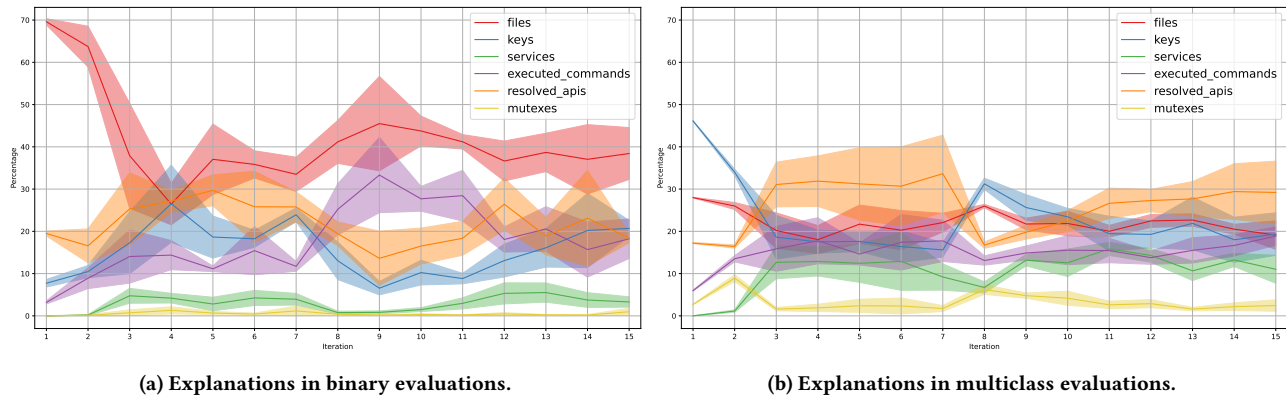 70
60
50
40
30
20
10
0
Percentage
files
keys
services
executed_commands
resolved_apis
mutexes
1 2 3 4 5 6 7 8 9 10 11 12 13 14 15
Iteration
(a) Explanations in binary evaluations.
70
60
50
40
30
20
10
0
Percentage
files
keys
services
executed_commands
resolved_apis
mutexes
1 2 3 4 5 6 7 8 9 10 11 12 13 14 15
Iteration
(b) Explanations in multiclass evaluations.